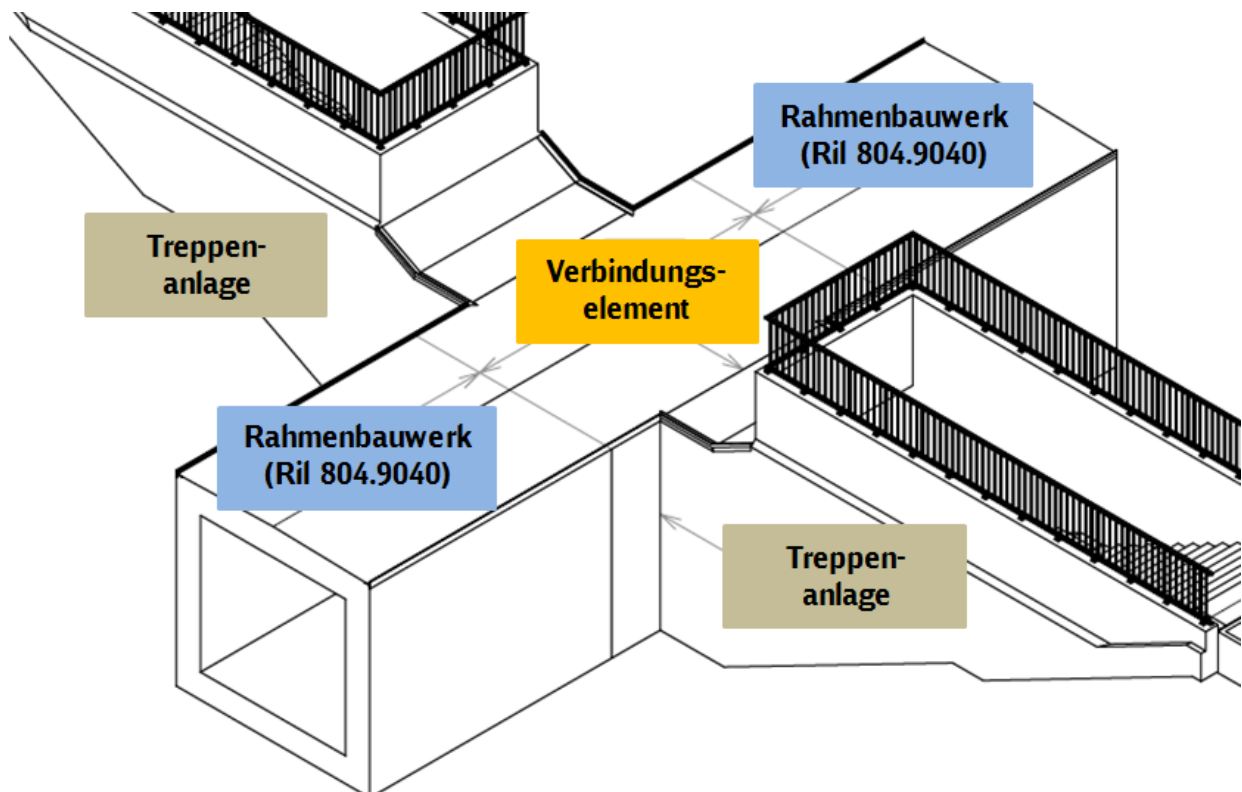 Rahmenbauwerk
(Ril 804.9040)
Treppen-
anlage
Verbindungs-
element
Rahmenbauwerk
(Ril 804.9040)
Treppen-
anlage